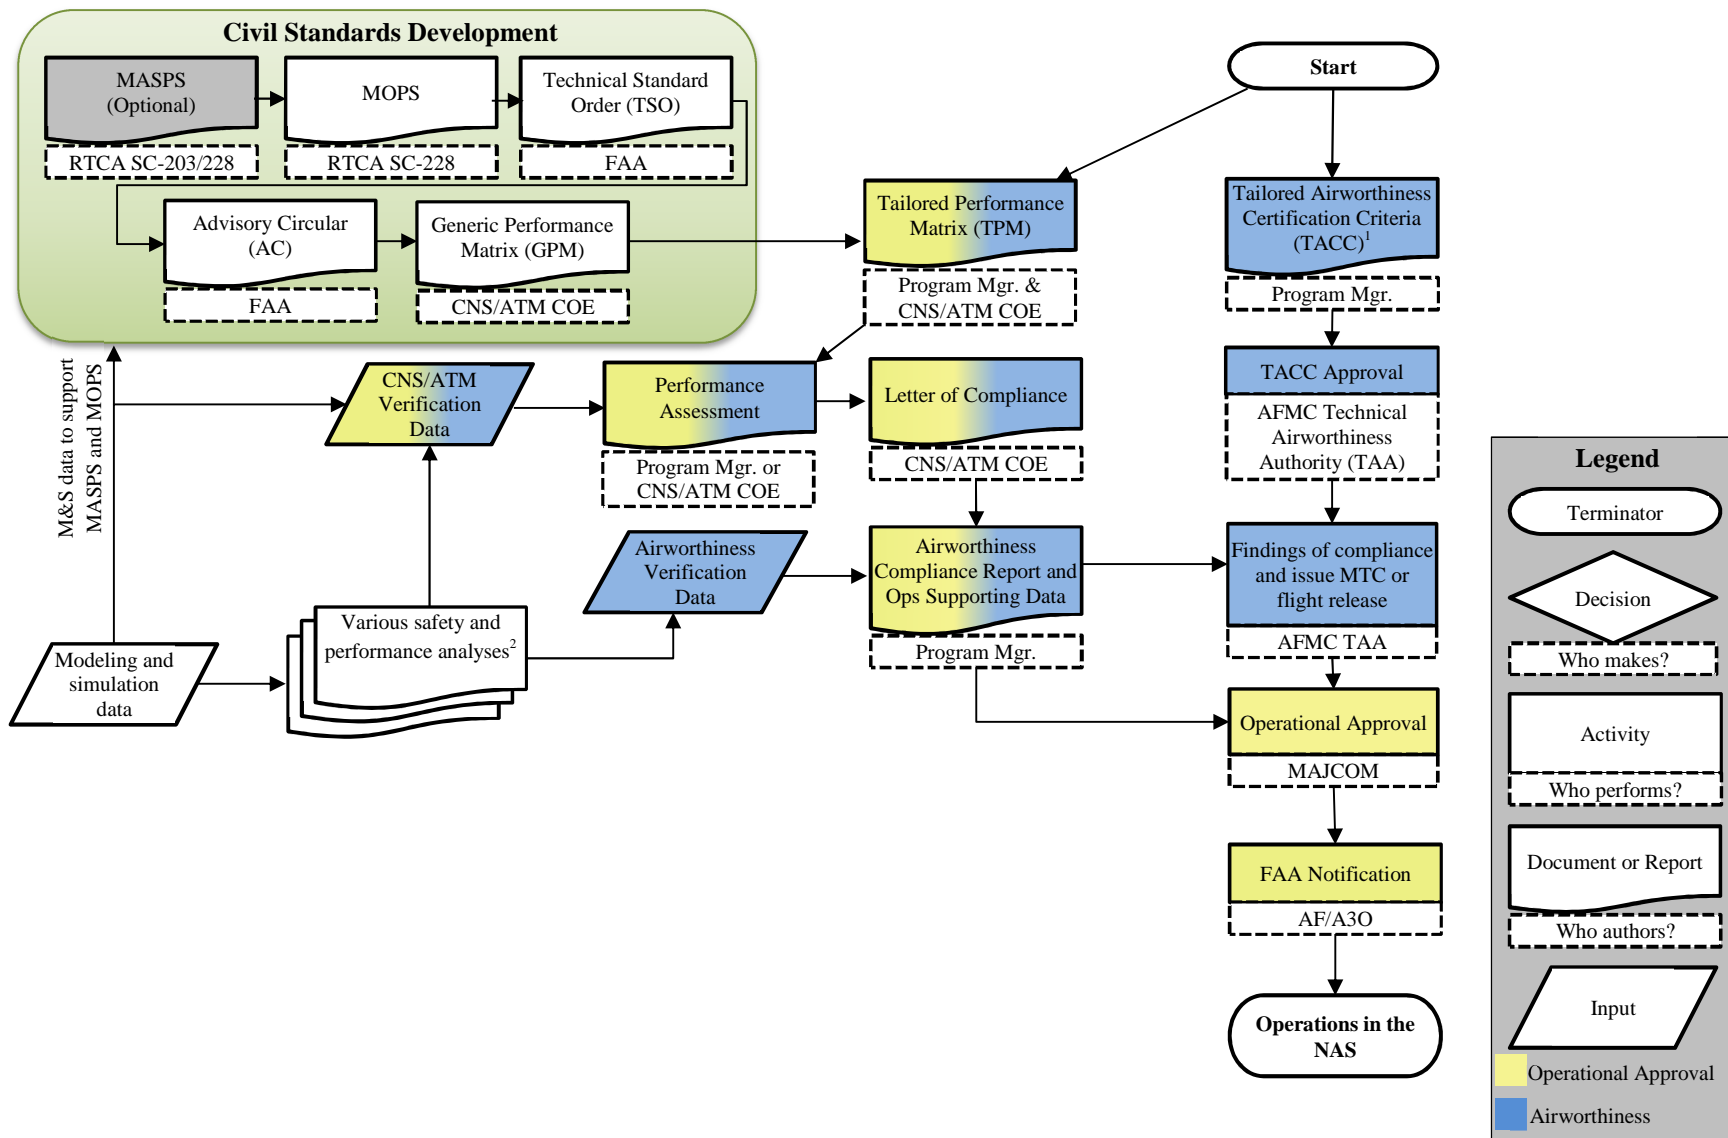 Civil Standards Development
MASPS
(Optional)
RTCA SC-203/228
MOPS
RTCA SC-228
Technical Standard
Order (TSO)
FAA
Advisory Circular
(AC)
FAA
Generic Performance
Matrix (GPM)
CNS/ATM COE
Start
Tailored Performance
Matrix (TPM)
Program Mgr. &
CNS/ATM COE
Tailored Airworthiness
Certification Criteria
(TACC)1
Program Mgr.
M&S data to support
MASPS and MOPS
CNS/ATM
Verification
Data
Performance
Assessment
Program Mgr. or
CNS/ATM COE
Letter of Compliance
CNS/ATM COE
TACC Approval
AFMC Technical
Airworthiness
Authority (TAA)
Airworthiness
Verification
Data
Airworthiness
Compliance Report and
Ops Supporting Data
Program Mgr.
Findings of compliance
and issue MTC or
flight release
AFMC TAA
Modeling and
simulation
data
Various safety and
performance analyses2
Operational Approval
MAJCOM
FAA Notification
AF/A3O
Operations in the
NAS
Legend
Terminator
Decision
Who makes?
Activity
Who performs?
Document or Report
Who authors?
Input
Operational Approval
Airworthiness